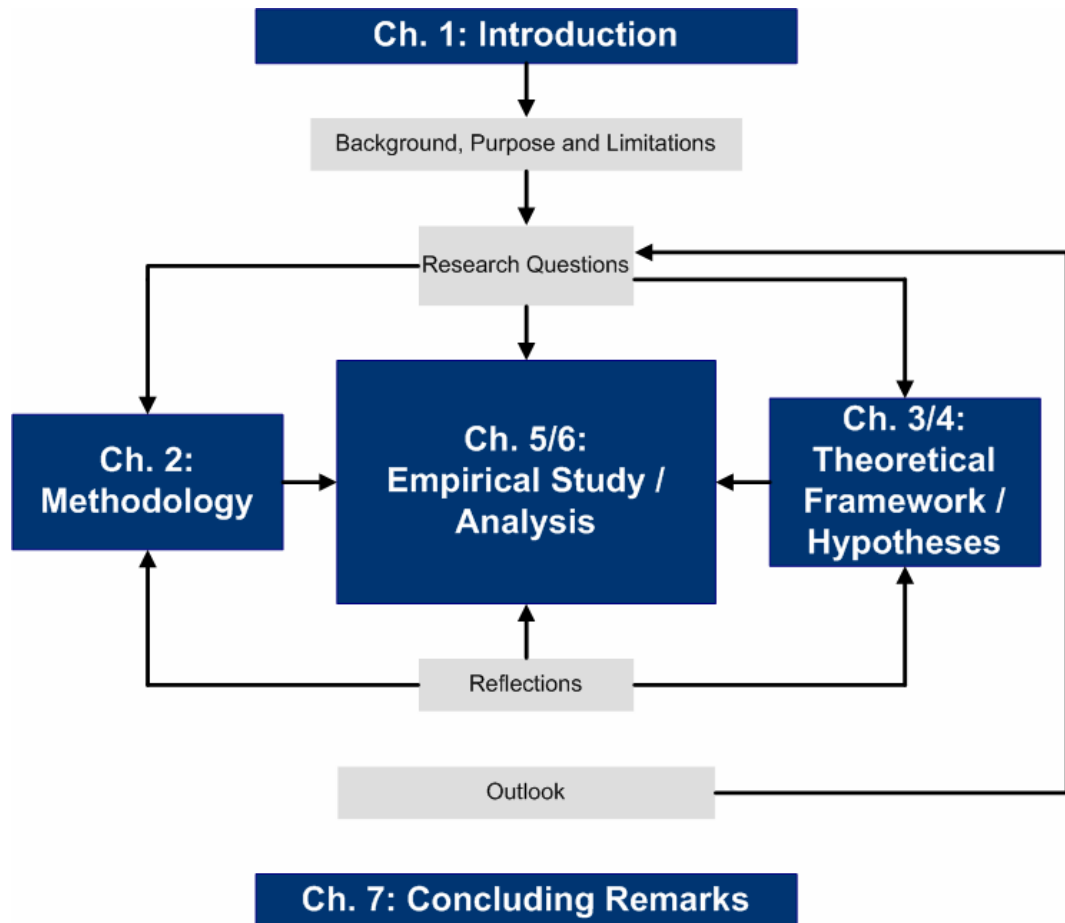 Ch. 1: Introduction
Background, Purpose and Limitations
Research Questions
Ch. 2:
Methodology
Ch. 5/6:
Empirical Study /
Analysis
Ch. 3/4:
Theoretical
Framework /
Hypotheses
Reflections
Outlook
Ch. 7: Concluding Remarks